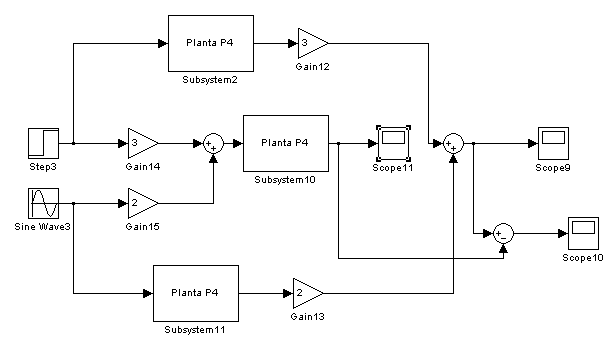 Planta P4
3
Subsystem2
Gain12
3
Planta P4
Step3
Gain14
Subsystem10
Scope11
Scope9
2
Sine Wave3
Gain15
Scope10
Planta P4
2
Subsystem11
Gain13